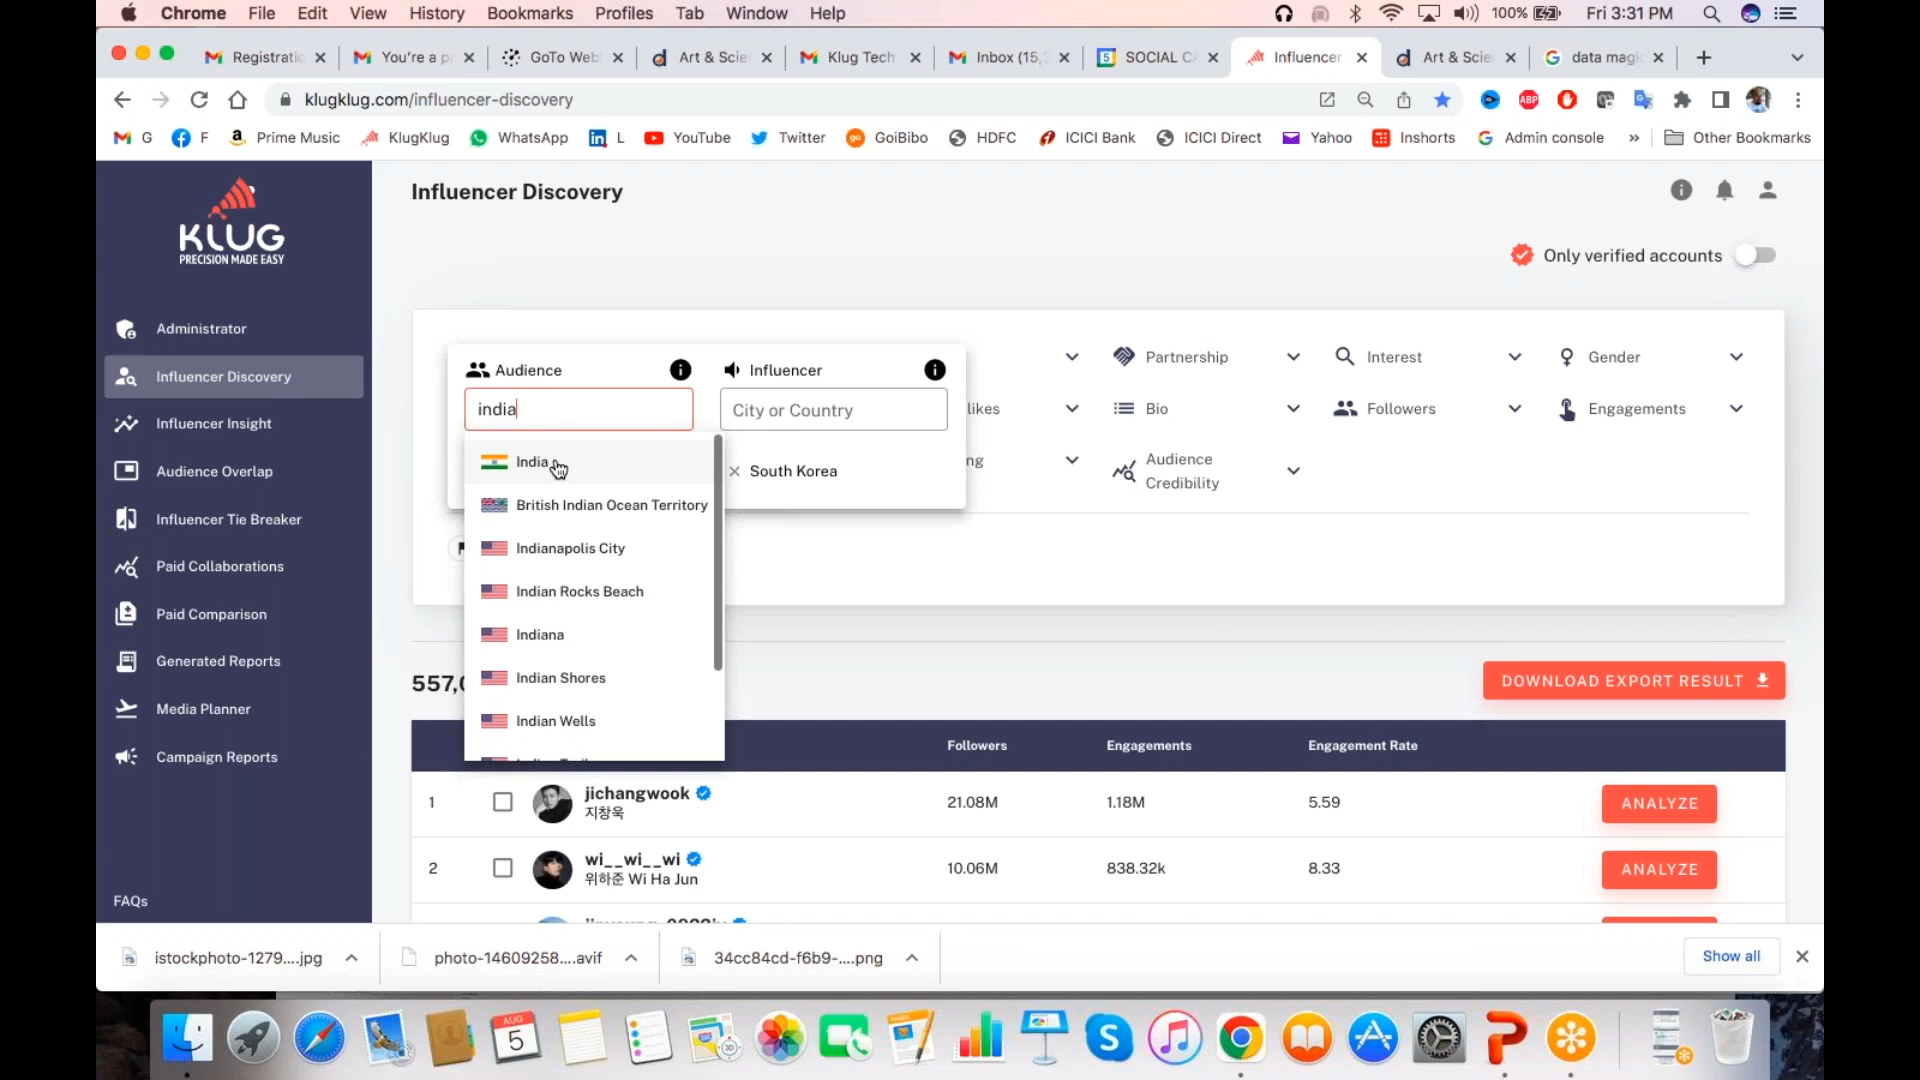 Chrome File Edit View History Bookmarks Profiles Tab Window Help 100% Fri 3:31 PM
Registratio You're a pa GoTo Web Art & Scie Klug Tech Inbox (15, SOCIAL CA Influencer Art & Scie data magi
klugklug.com/influencer-discovery
G F Prime Music KlugKlug WhatsApp L YouTube Twitter GoiBibo HDFC ICICI Bank ICICI Direct Yahoo Inshorts Admin console » Other Bookmarks
KLUG
PRECISION MADE EASY
Administrator
Influencer Discovery
Influencer Insight
Audience Overlap
Influencer Tie Breaker
Paid Collaborations
Paid Comparison
Generated Reports
Media Planner
Campaign Reports
FAQs
Influencer Discovery
Only verified accounts
Audience Influencer
india City or Country
South Korea
India
British Indian Ocean Territory
Indianapolis City
Indian Rocks Beach
Indiana
Indian Shores
Indian Wells
Partnership Interest Gender
likes Bio Followers Engagements
ng Audience
Credibility
557,0
DOWNLOAD EXPORT RESULT
Followers Engagements Engagement Rate
1 jichangwook 21.08M 1.18M 5.59 ANALYZE
지창욱
2 wi__wi__wi 10.06M 838.32k 8.33 ANALYZE
위하준 Wi Ha Jun
istockphoto-1279....jpg photo-14609258....avif 34cc84cd-f6b9-....png Show all
AUG
5